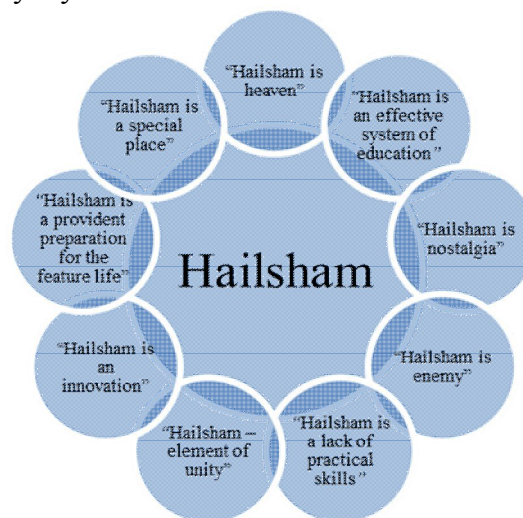 "Hailsham is
heaven"
"Hailsham is
an effective
system of
education"
"Hailsham is
nostalgia"
"Hailsham is
enemy"
"Hailsham is
a lack of
practical
skills"
"Hailsham –
element of
unity"
"Hailsham is
an
innovation"
"Hailsham is
a provident
preparation
for the
feature life"
"Hailsham is
a special
place"
Hailsham